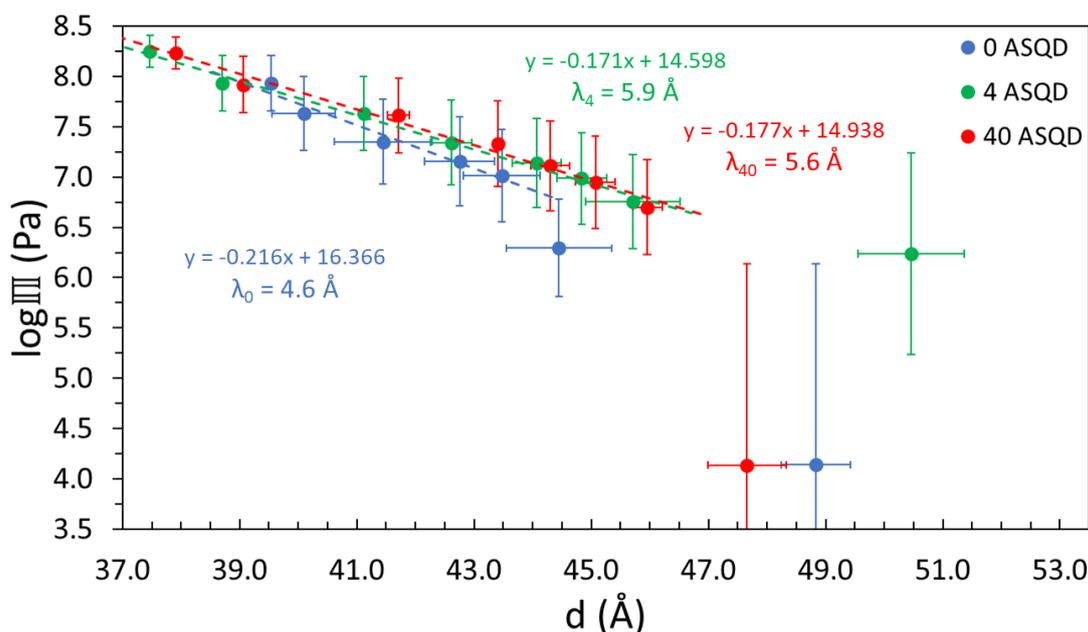 8.5
8.0
7.5
7.0
6.5
6.0
5.5
5.0
4.5
4.0
3.5
logℿ (Pa)
y = -0.171x + 14.598
λ₄ = 5.9 Å
y = -0.177x + 14.938
λ₄₀ = 5.6 Å
y = -0.216x + 16.366
λ₀ = 4.6 Å
0 ASQD
4 ASQD
40 ASQD
37.0 39.0 41.0 43.0 45.0 47.0 49.0 51.0 53.0
d (Å)